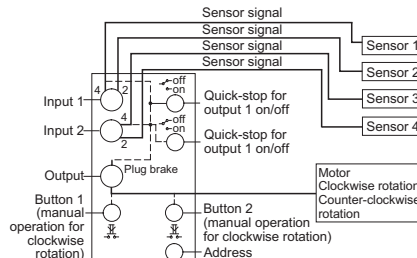 Sensor signal
Sensor signal
Sensor signal
Sensor signal
Sensor 1
Sensor 2
Sensor 3
Sensor 4
4 2
off
on
Input 1
Quick-stop for
output 1 on/off
Input 2
4
2
off
on
Quick-stop for
output 1 on/off
Output
Plug brake
Motor
Clockwise rotation
Counter-clockwise
rotation
Button 1
(manual
operation for
clockwise
rotation)
Button 2
(manual operation
for clockwise rotation)
Address